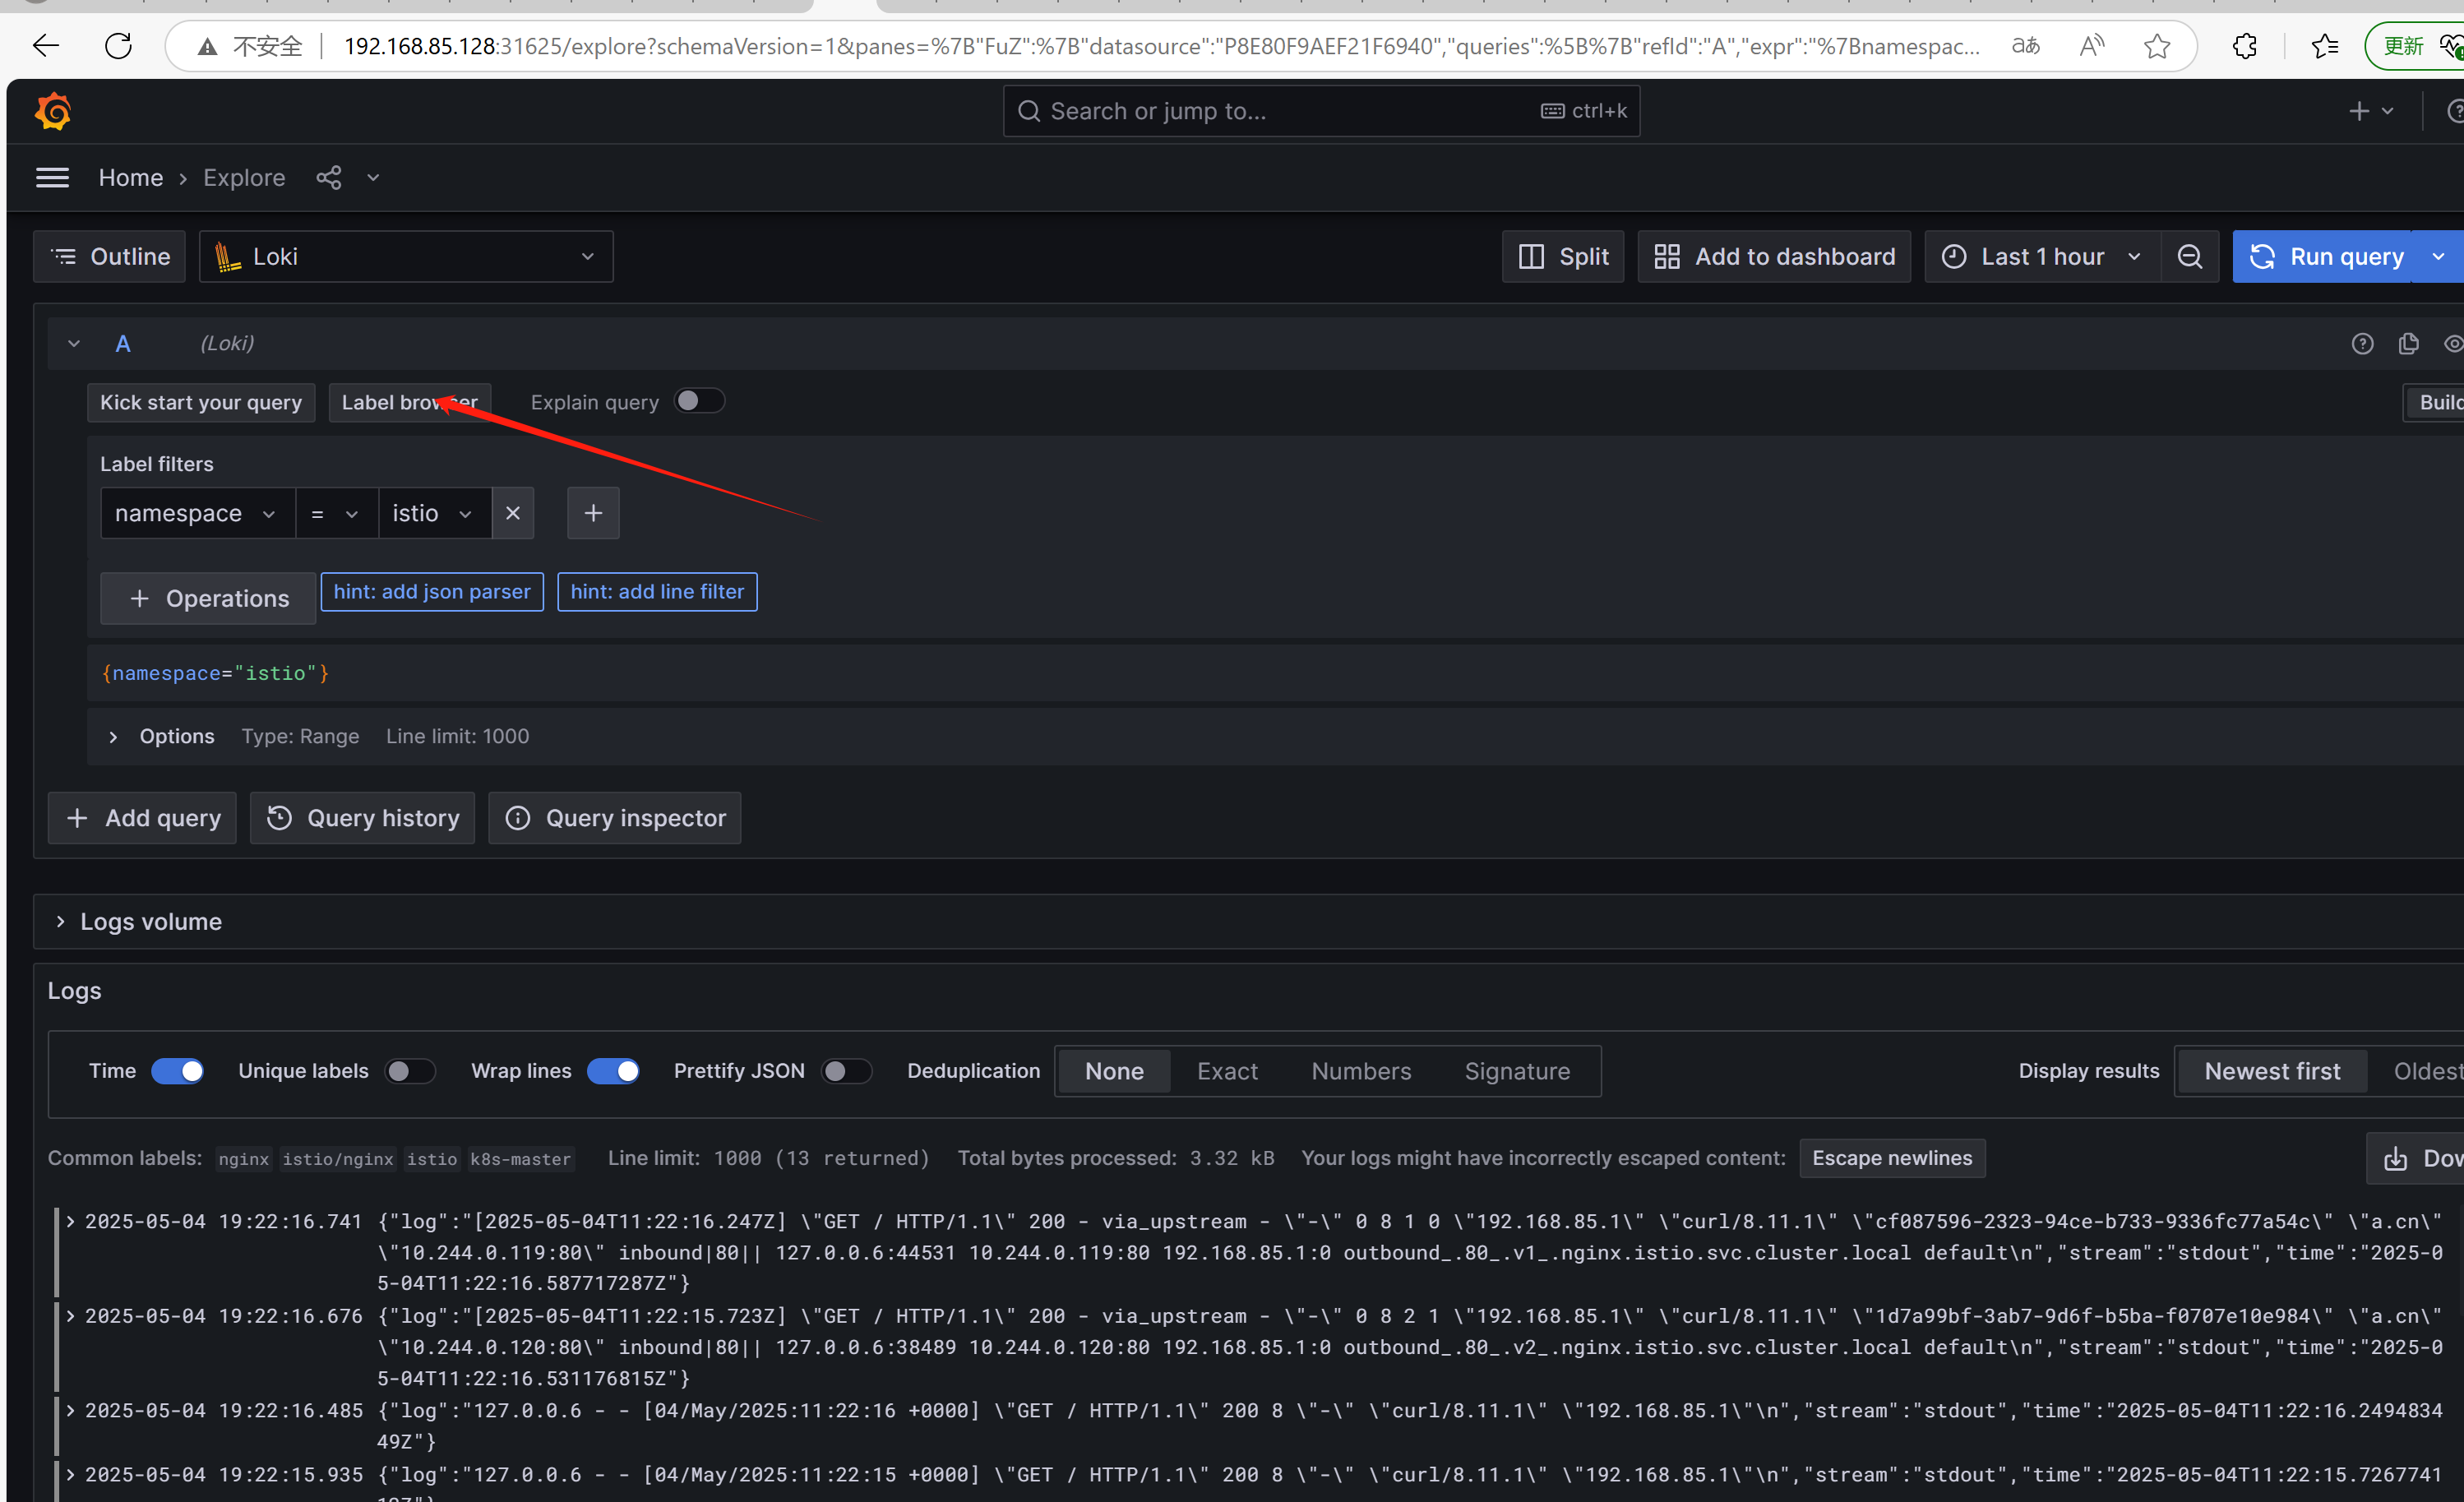 不安全 192.168.85.128:31625/explore?schemaVersion=1&panes=%7B"FuZ":%7B"datasource":"P8E80F9AEF21F6940","queries":%5B%7B"refId":"A","expr":"%7Bnamespac... aあ A 更新
Search or jump to... ctrl+k
Home › Explore
Outline Loki Split Add to dashboard Last 1 hour Run query
A (Loki)
Kick start your query Label browser Explain query Build
Label filters
namespace = istio
+ Operations hint: add json parser hint: add line filter
{namespace="istio"}
Options Type: Range Line limit: 1000
+ Add query Query history Query inspector
Logs volume
Logs
Time Unique labels Wrap lines Prettify JSON Deduplication None Exact Numbers Signature Display results Newest first Oldest
Common labels: nginx istio/nginx istio k8s-master Line limit: 1000 (13 returned) Total bytes processed: 3.32 kB Your logs might have incorrectly escaped content: Escape newlines Dow
2025-05-04 19:22:16.741 {"log":"[2025-05-04T11:22:16.247Z] \"GET / HTTP/1.1\" 200 - via_upstream - \"-\" 0 8 1 0 \"192.168.85.1\" \"curl/8.11.1\" \"cf087596-2323-94ce-b733-9336fc77a54c\" \"a.cn\"
\"10.244.0.119:80\" inbound|80|| 127.0.0.6:44531 10.244.0.119:80 192.168.85.1:0 outbound_.80_.v1_.nginx.istio.svc.cluster.local default\n","stream":"stdout","time":"2025-0
5-04T11:22:16.587717287Z"}
2025-05-04 19:22:16.676 {"log":"[2025-05-04T11:22:15.723Z] \"GET / HTTP/1.1\" 200 - via_upstream - \"-\" 0 8 2 1 \"192.168.85.1\" \"curl/8.11.1\" \"1d7a99bf-3ab7-9d6f-b5ba-f0707e10e984\" \"a.cn\"
\"10.244.0.120:80\" inbound|80|| 127.0.0.6:38489 10.244.0.120:80 192.168.85.1:0 outbound_.80_.v2_.nginx.istio.svc.cluster.local default\n","stream":"stdout","time":"2025-0
5-04T11:22:16.531176815Z"}
2025-05-04 19:22:16.485 {"log":"127.0.0.6 - - [04/May/2025:11:22:16 +0000] \"GET / HTTP/1.1\" 200 8 \"-\" \"curl/8.11.1\" \"192.168.85.1\"\n","stream":"stdout","time":"2025-05-04T11:22:16.2494834
49Z"}
2025-05-04 19:22:15.935 {"log":"127.0.0.6 - - [04/May/2025:11:22:15 +0000] \"GET / HTTP/1.1\" 200 8 \"-\" \"curl/8.11.1\" \"192.168.85.1\"\n","stream":"stdout","time":"2025-05-04T11:22:15.7267741